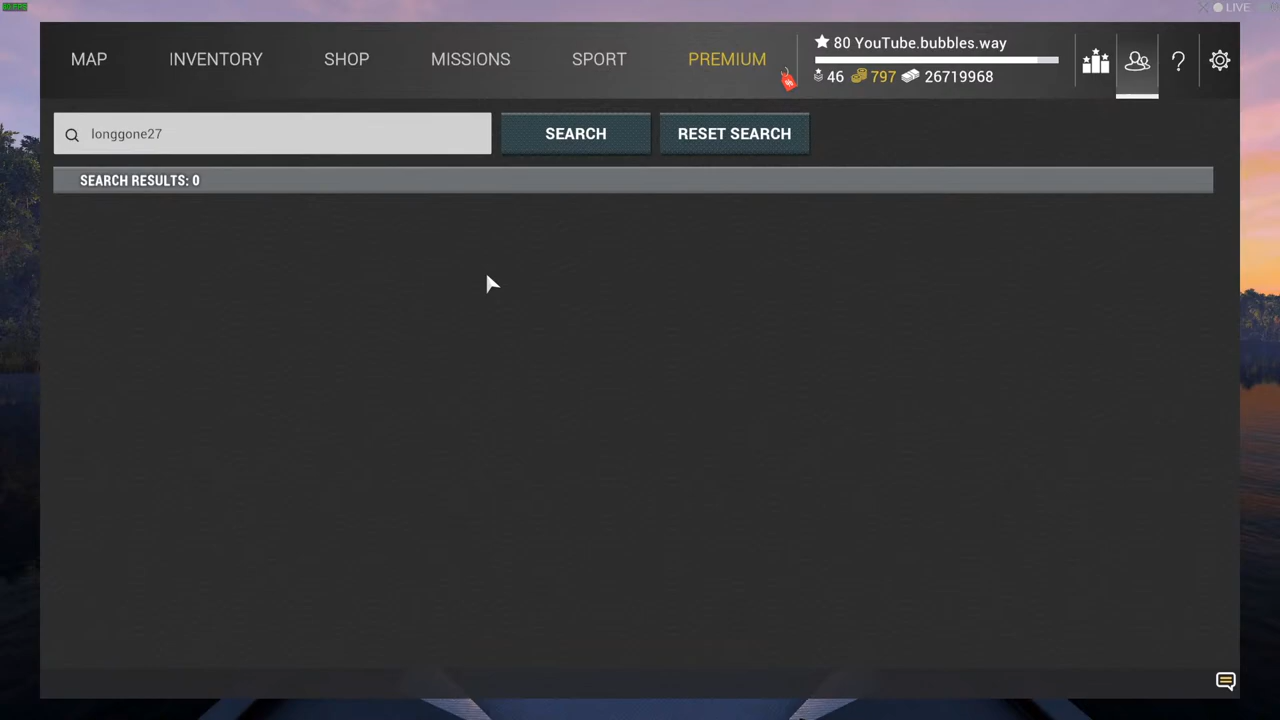 LIVE
MAP INVENTORY SHOP MISSIONS SPORT PREMIUM
80 YouTube.bubbles.way
46 797 26719968
?
longgone27
SEARCH
RESET SEARCH
SEARCH RESULTS: 0